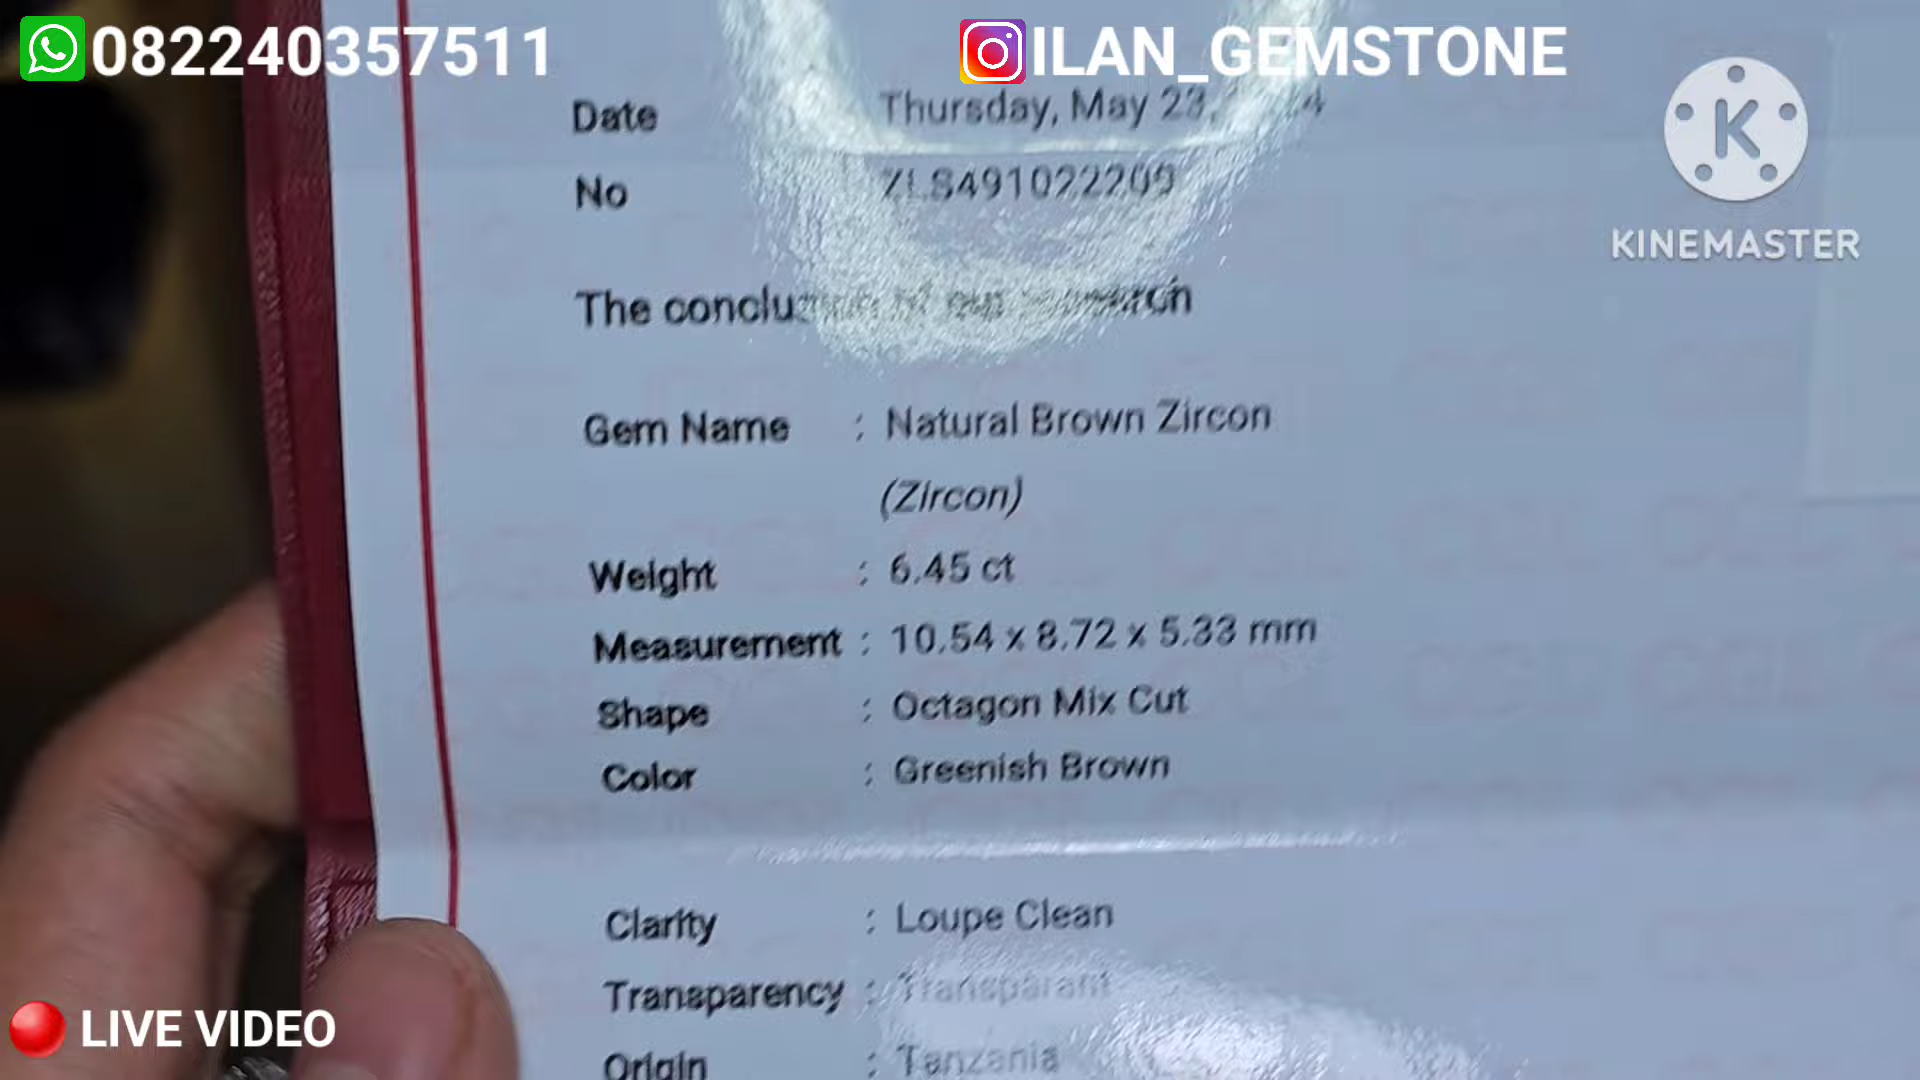 082240357511
ILAN_GEMSTONE
KINEMASTER
Date Thursday, May 23,
No ZLS491022209
The research
Gem Name : Natural Brown Zircon
(Zircon)
Weight : 6.45 ct
Measurement : 10.54 x 8.72 x 5.33 mm
Shape : Octagon Mix Cut
Color : Greenish Brown
Clarity : Loupe Clean
Transparency : Transparant
Origin : Tanzania
LIVE VIDEO